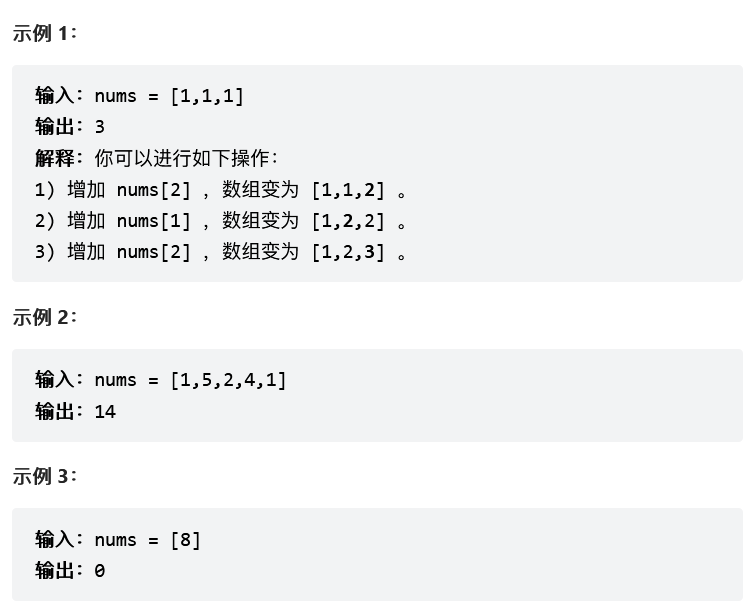 示例 1：
输入：nums = [1,1,1]
输出：3
解释：你可以进行如下操作：
1) 增加 nums[2] ，数组变为 [1,1,2] 。
2) 增加 nums[1] ，数组变为 [1,2,2] 。
3) 增加 nums[2] ，数组变为 [1,2,3] 。
示例 2：
输入：nums = [1,5,2,4,1]
输出：14
示例 3：
输入：nums = [8]
输出：0